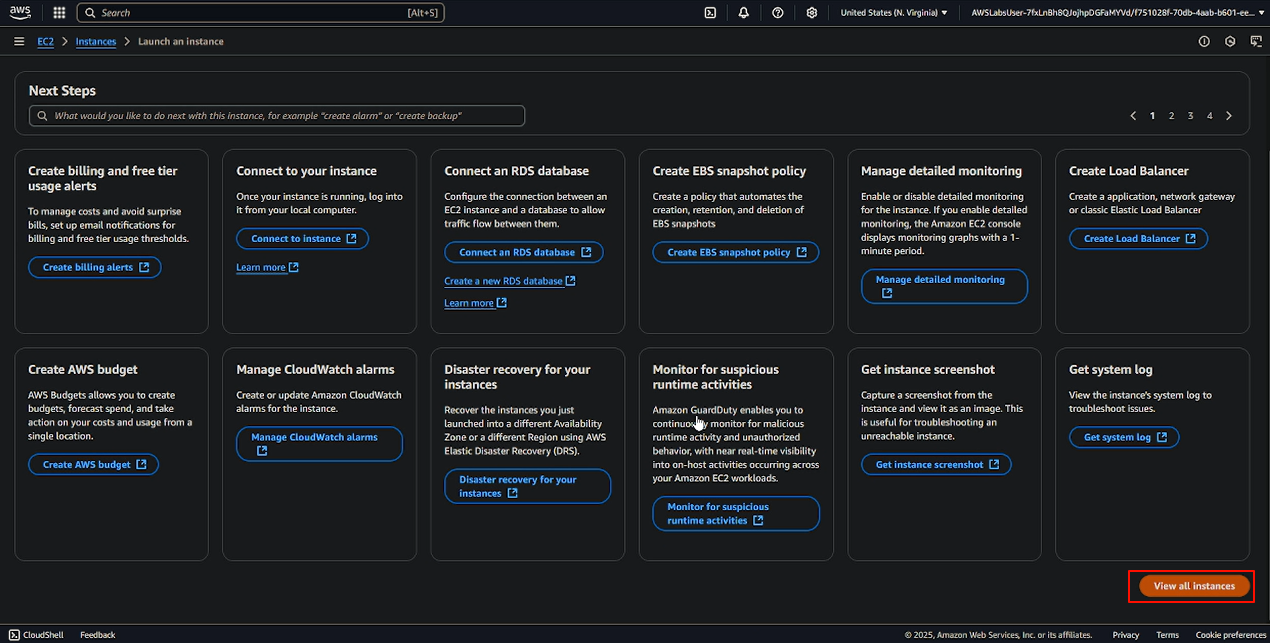 aws
Search
[Alt+S]
United States (N. Virginia)
AWSLabsUser-7fxLnBh8QJojhpDGFaMYVd/f751028f-70db-4aab-b601-ee...
EC2
Instances
Launch an instance
Next Steps
What would you like to do next with this instance, for example "create alarm" or "create backup"
1 2 3 4
Create billing and free tier
usage alerts
To manage costs and avoid surprise
bills, set up email notifications for
billing and free tier usage thresholds.
Create billing alerts
Connect to your instance
Once your instance is running, log into
it from your local computer.
Connect to instance
Learn more
Connect an RDS database
Configure the connection between an
EC2 instance and a database to allow
traffic flow between them.
Connect an RDS database
Create a new RDS database
Learn more
Create EBS snapshot policy
Create a policy that automates the
creation, retention, and deletion of
EBS snapshots
Create EBS snapshot policy
Manage detailed monitoring
Enable or disable detailed monitoring
for the instance. If you enable detailed
monitoring, the Amazon EC2 console
displays monitoring graphs with a 1-
minute period.
Manage detailed monitoring
Create Load Balancer
Create a application, network gateway
or classic Elastic Load Balancer
Create Load Balancer
Create AWS budget
AWS Budgets allows you to create
budgets, forecast spend, and take
action on your costs and usage from a
single location.
Create AWS budget
Manage CloudWatch alarms
Create or update Amazon CloudWatch
alarms for the instance.
Manage CloudWatch alarms
Disaster recovery for your
instances
Recover the instances you just
launched into a different Availability
Zone or a different Region using AWS
Elastic Disaster Recovery (DRS).
Disaster recovery for your
instances
Monitor for suspicious
runtime activities
Amazon GuardDuty enables you to
continuously monitor for malicious
runtime activity and unauthorized
behavior, with near real-time visibility
into on-host activities occurring across
your Amazon EC2 workloads.
Monitor for suspicious
runtime activities
Get instance screenshot
Capture a screenshot from the
instance and view it as an image. This
is useful for troubleshooting an
unreachable instance.
Get instance screenshot
Get system log
View the instance's system log to
troubleshoot issues.
Get system log
View all instances
CloudShell
Feedback
© 2025, Amazon Web Services, Inc. or its affiliates.
Privacy
Terms
Cookie preferences